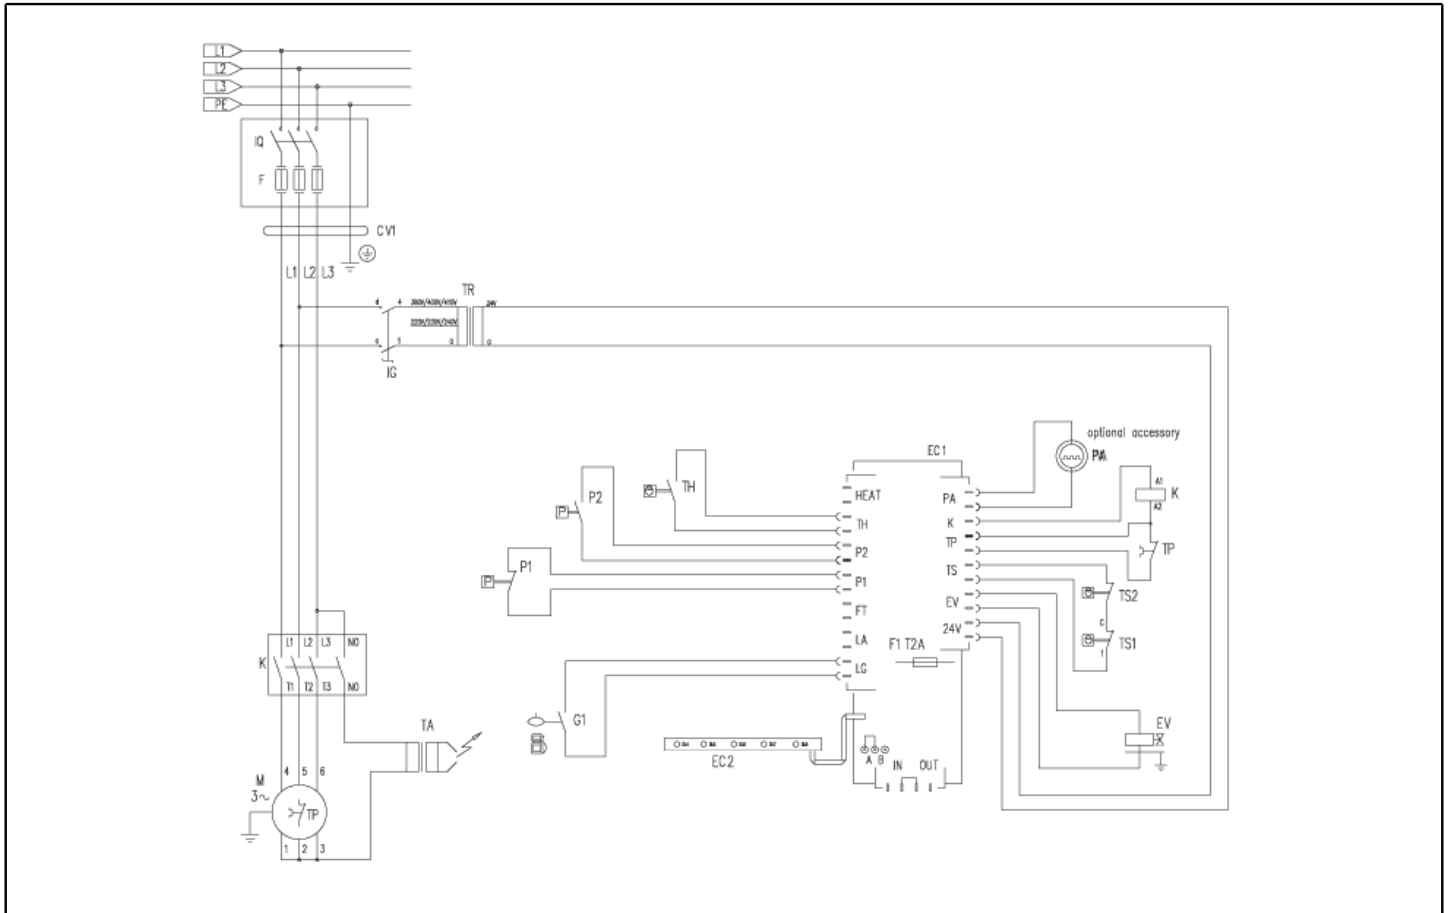 L1
L2
L3
PE
IQ
F
CV1
L1 L2 L3
TR
d 4 380V/400V/415V 24V
220V/230V/240V
1 0 0
IG
optional accessory
PA
EC1
A1
K
A2
TP
TS2
C
TS1
1
EV
HEAT
TH
P2
P1
FT
LA
LG
PA
K
TP
TS
EV
24V
F1 T2A
TH
P2
P
P1
P
G1
EC2
A B
IN OUT
K
L1 L2 L3 NO
T1 T2 T3 NO
TA
M
3~
4 5 6
TP
1 2 3